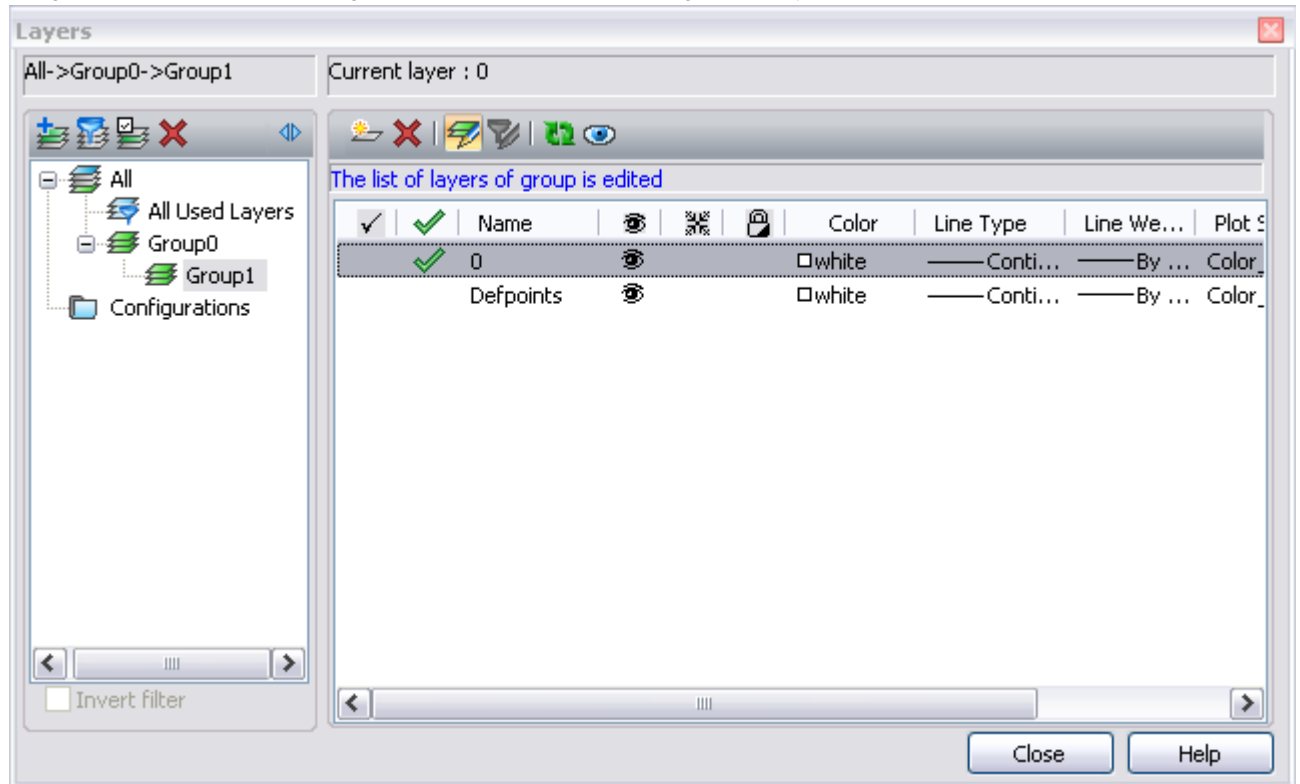 Layers
All->Group0->Group1
Current layer : 0
All
All Used Layers
Group0
Group1
Configurations
The list of layers of group is edited
Name Color Line Type Line We... Plot S
0 white Conti... By ... Color_
Defpoints white Conti... By ... Color_
Invert filter
Close Help